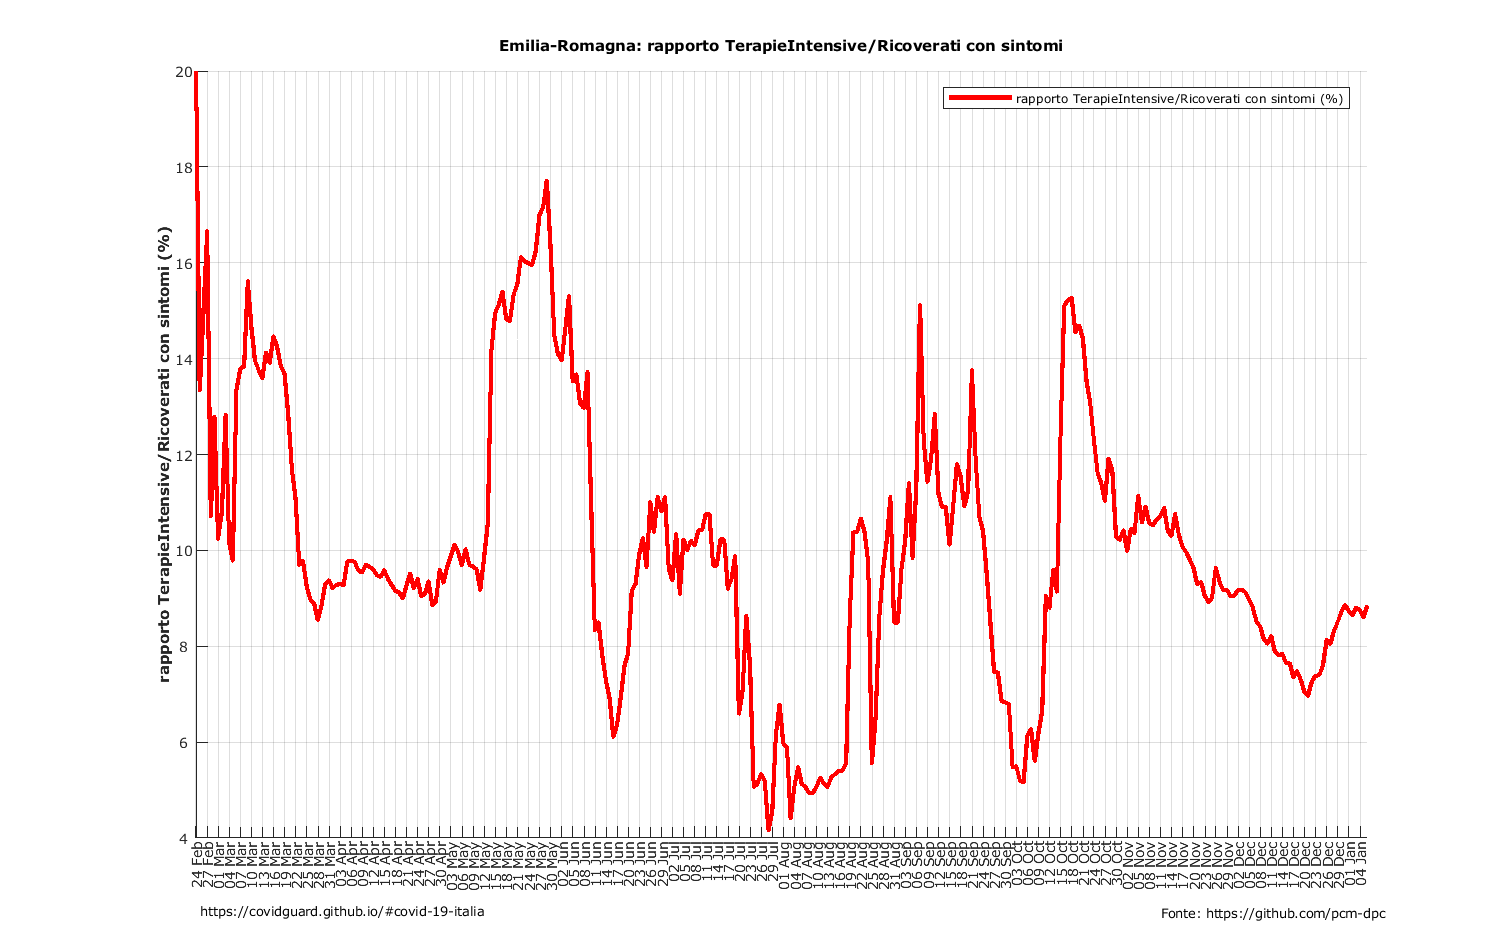 Emilia-Romagna: rapporto TerapieIntensive/Ricoverati con sintomi
rapporto TerapieIntensive/Ricoverati con sintomi (%)
rapporto TerapieIntensive/Ricoverati con sintomi (%)
20
18
16
14
12
10
8
6
4
24 Feb
27 Feb
01 Mar
04 Mar
07 Mar
10 Mar
13 Mar
16 Mar
19 Mar
22 Mar
25 Mar
28 Mar
31 Mar
03 Apr
06 Apr
09 Apr
12 Apr
15 Apr
18 Apr
21 Apr
24 Apr
27 Apr
30 Apr
03 May
06 May
09 May
12 May
15 May
18 May
21 May
24 May
27 May
30 May
02 Jun
05 Jun
08 Jun
11 Jun
14 Jun
17 Jun
20 Jun
23 Jun
26 Jun
29 Jun
02 Jul
05 Jul
08 Jul
11 Jul
14 Jul
17 Jul
20 Jul
23 Jul
26 Jul
29 Jul
01 Aug
04 Aug
07 Aug
10 Aug
13 Aug
16 Aug
19 Aug
22 Aug
25 Aug
28 Aug
31 Aug
03 Sep
06 Sep
09 Sep
12 Sep
15 Sep
18 Sep
21 Sep
24 Sep
27 Sep
30 Sep
03 Oct
06 Oct
09 Oct
12 Oct
15 Oct
18 Oct
21 Oct
24 Oct
27 Oct
30 Oct
02 Nov
05 Nov
08 Nov
11 Nov
14 Nov
17 Nov
20 Nov
23 Nov
26 Nov
29 Nov
02 Dec
05 Dec
08 Dec
11 Dec
14 Dec
17 Dec
20 Dec
23 Dec
26 Dec
29 Dec
01 Jan
04 Jan
https://covidguard.github.io/#covid-19-italia
Fonte: https://github.com/pcm-dpc